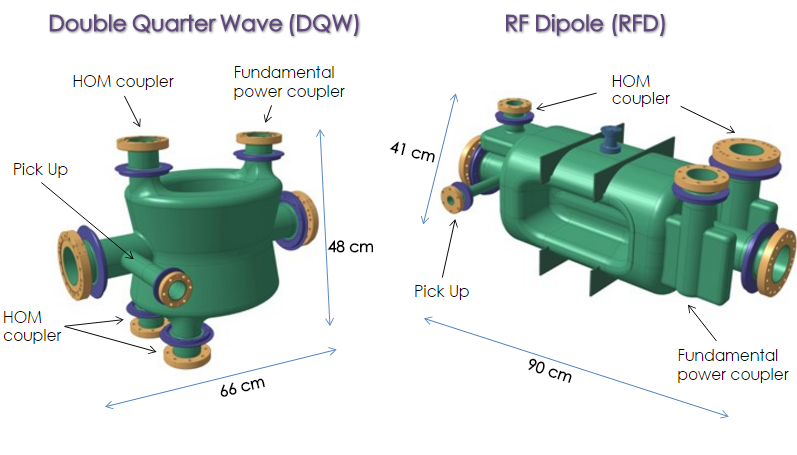 Double Quarter Wave (DQW)
HOM coupler
Fundamental
power coupler
Pick Up
48 cm
HOM
coupler
66 cm
RF Dipole (RFD)
HOM
coupler
41 cm
Pick Up
90 cm
Fundamental
power coupler